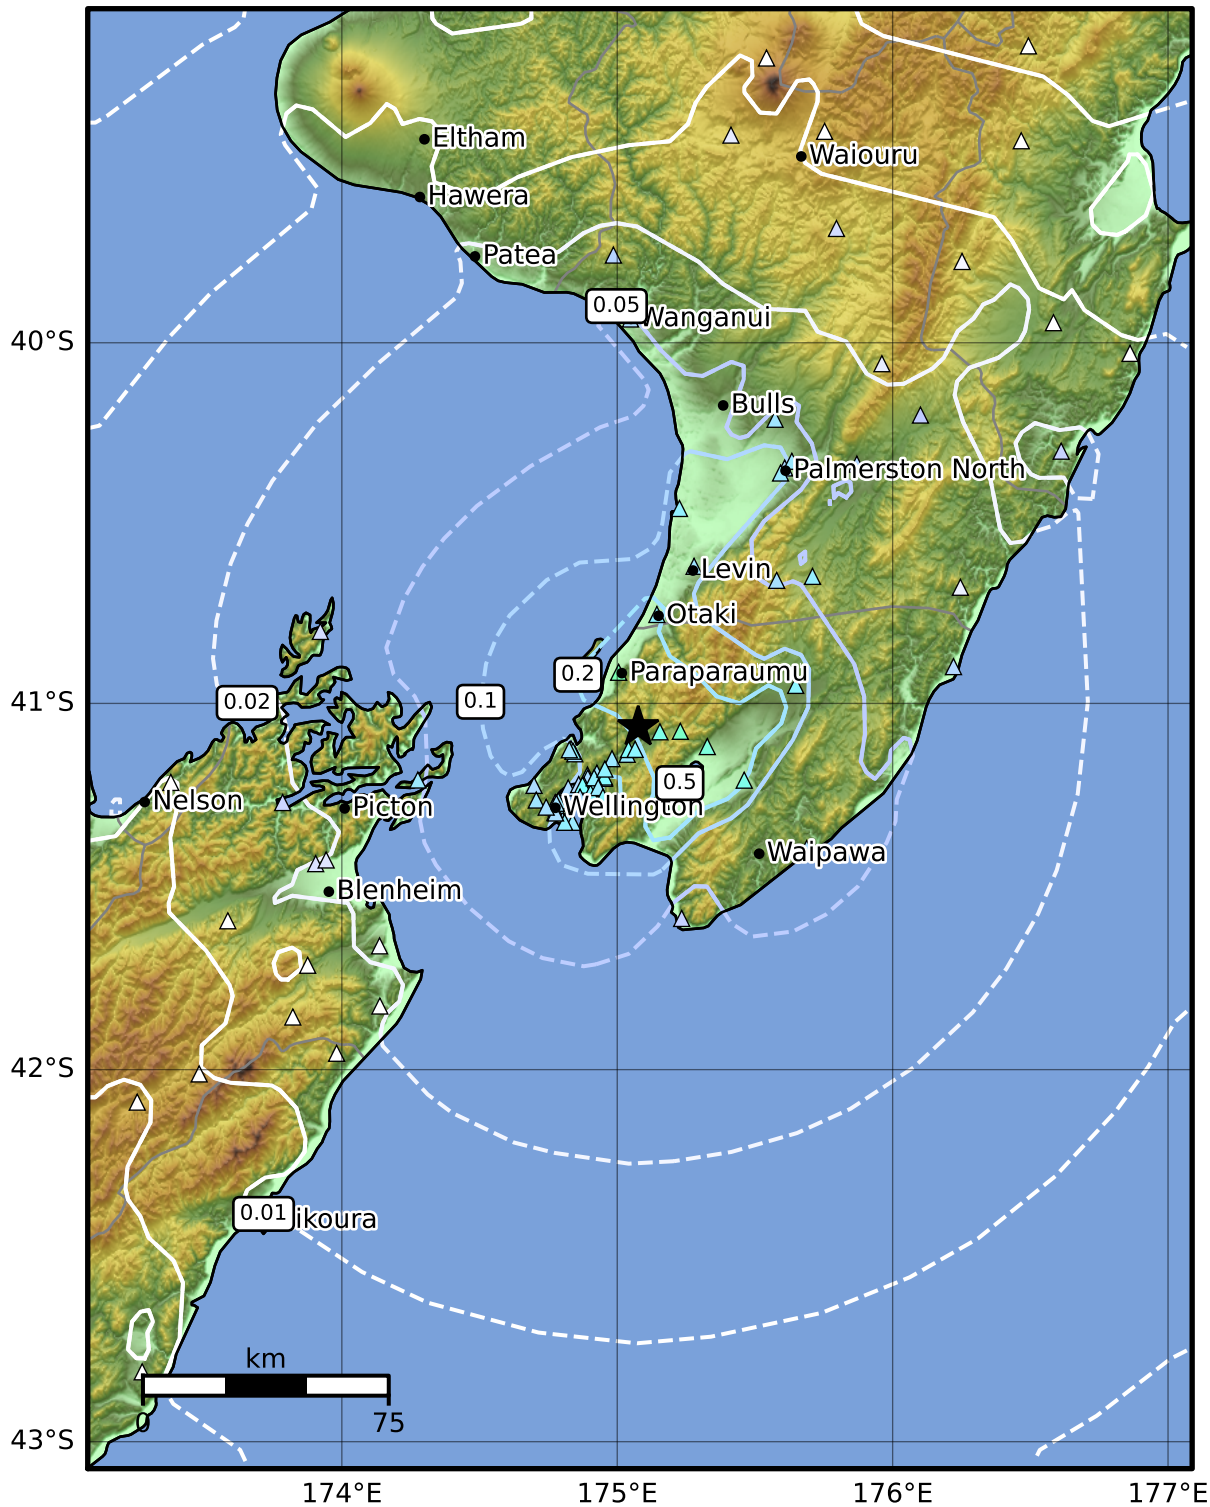 Eltham
Waiouru
Hawera
Patea
0.05
Wanganui
40°S
Bulls
Palmerston North
Levin
Otaki
Paraparaumu
0.2
0.02
0.1
41°S
0.5
Nelson
Picton
Wellington
Waipawa
Blenheim
42°S
0.01
ikoura
km
0
75
43°S
174°E
175°E
176°E
177°E